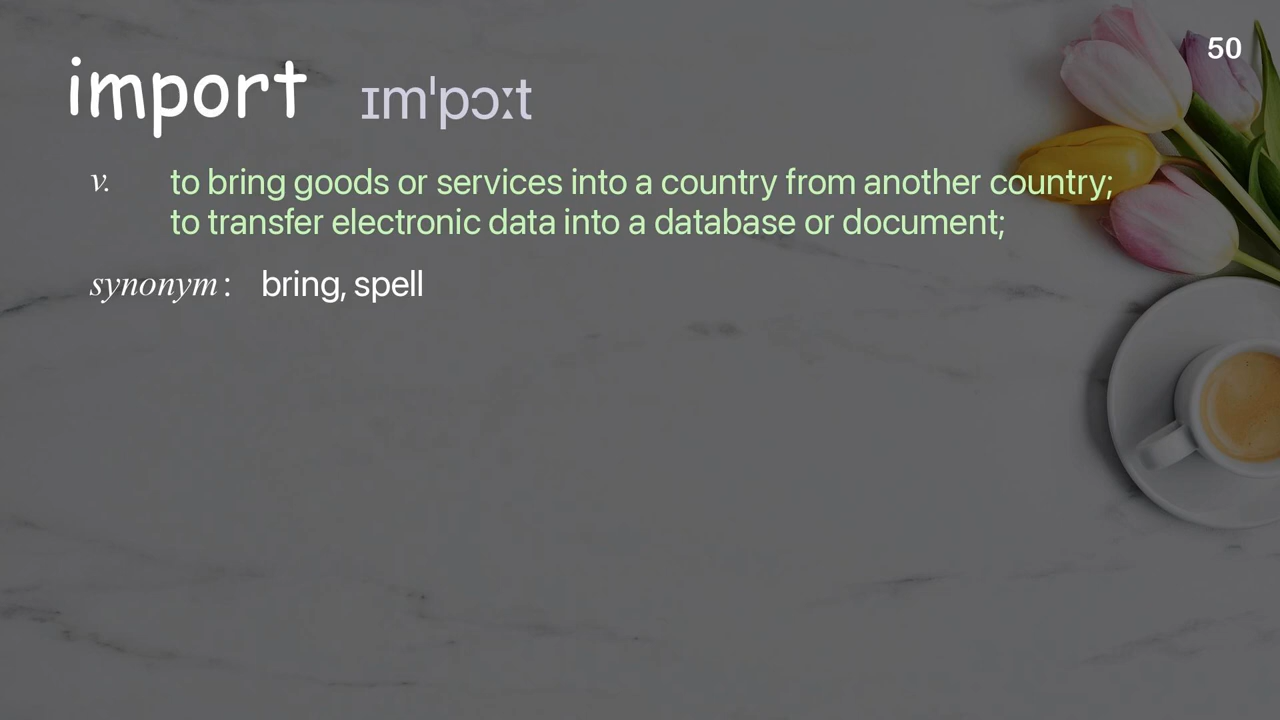 50
import ɪmˈpɔːt
v. to bring goods or services into a country from another country;
to transfer electronic data into a database or document;
synonym : bring, spell